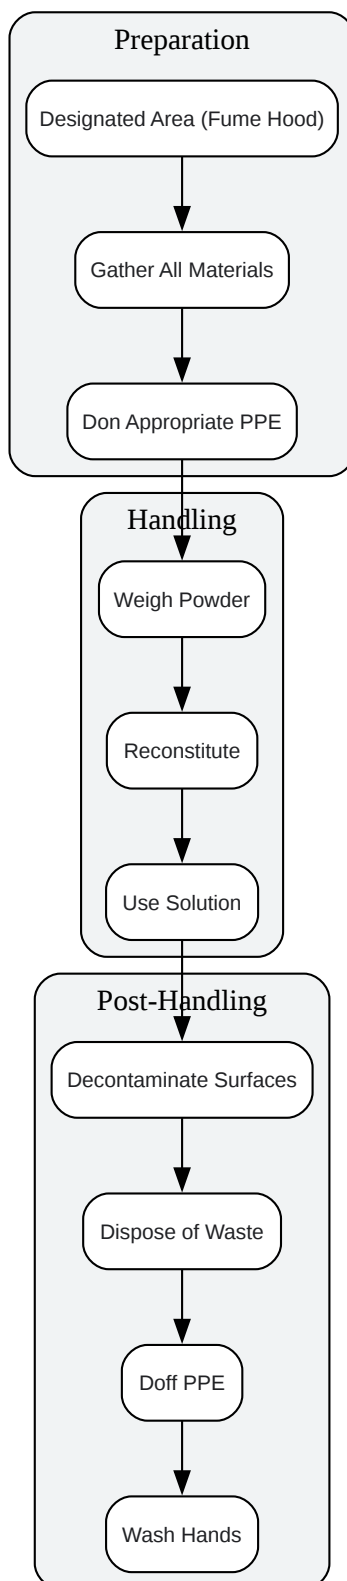 Preparation
Designated Area (Fume Hood)
Gather All Materials
Don Appropriate PPE
Handling
Weigh Powder
Reconstitute
Use Solution
Post-Handling
Decontaminate Surfaces
Dispose of Waste
Doff PPE
Wash Hands